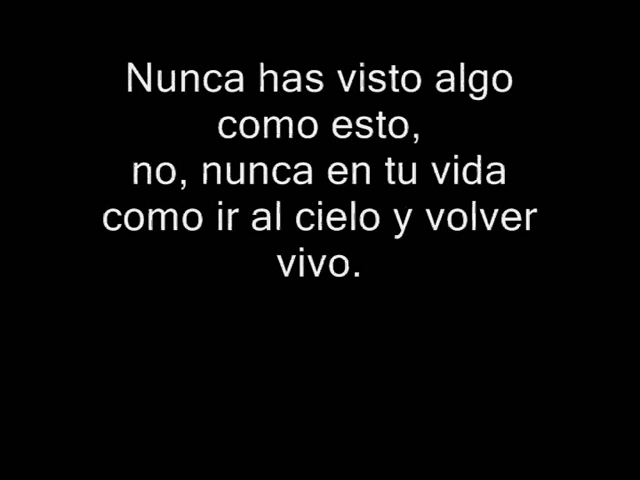 Nunca has visto algo
como esto,
no, nunca en tu vida
como ir al cielo y volver
vivo.